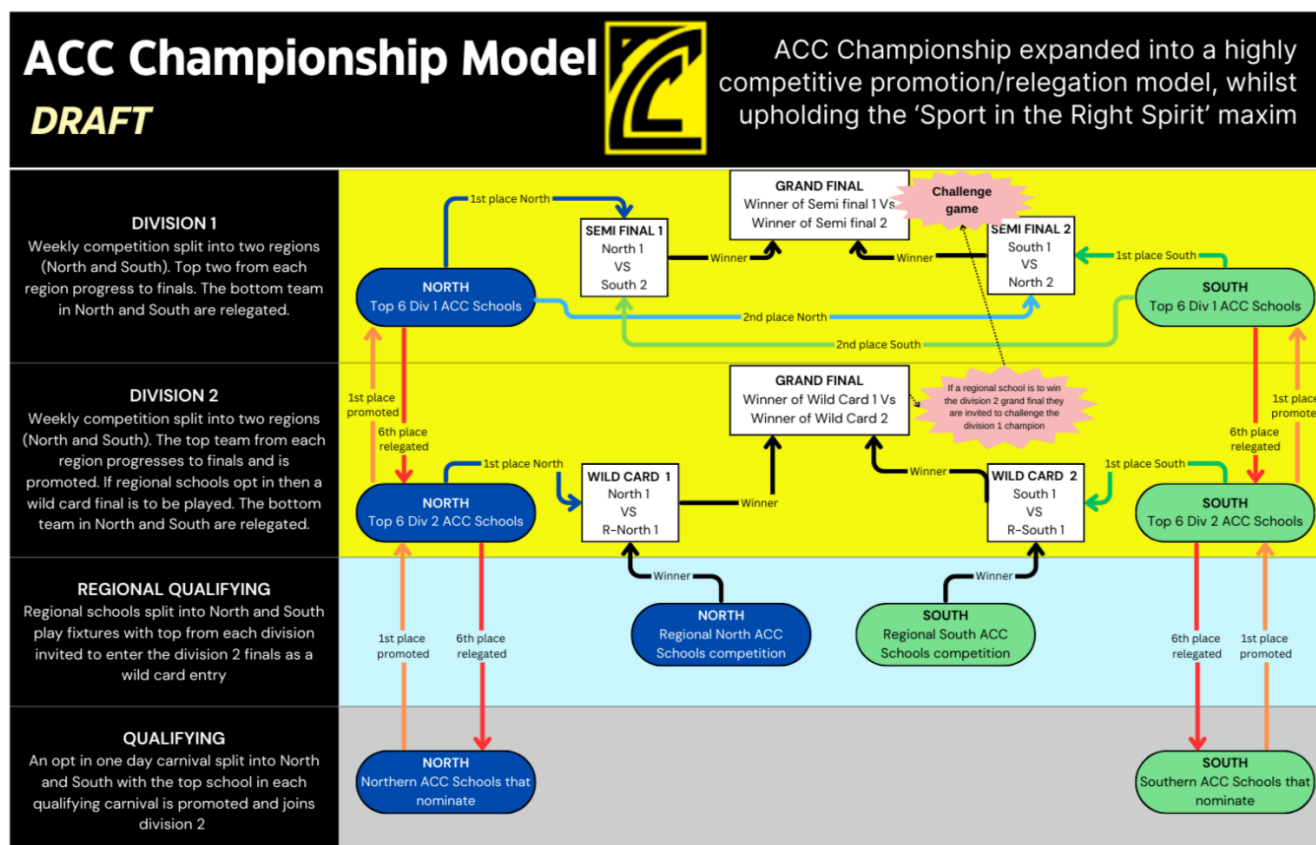 ACC Championship Model
DRAFT
ACC Championship expanded into a highly
competitive promotion/relegation model, whilst
upholding the ‘Sport in the Right Spirit’ maxim
DIVISION 1
Weekly competition split into two regions
(North and South). Top two from each
region progress to finals. The bottom team
in North and South are relegated.
1st place North
SEMI FINAL 1
North 1
VS
South 2
Winner
GRAND FINAL
Winner of Semi final 1 Vs
Winner of Semi final 2
Challenge
game
Winner
SEMI FINAL 2
South 1
VS
North 2
1st place South
NORTH
Top 6 Div 1 ACC Schools
2nd place North
2nd place South
SOUTH
Top 6 Div 1 ACC Schools
DIVISION 2
Weekly competition split into two regions
(North and South). The top team from each
region progresses to finals and is
promoted. If regional schools opt in then a
wild card final is to be played. The bottom
team in North and South are relegated.
1st place
promoted
6th place
relegated
1st place North
WILD CARD 1
North 1
VS
R-North 1
Winner
GRAND FINAL
Winner of Wild Card 1 Vs
Winner of Wild Card 2
If a regional school is to win
the division 2 grand final they
are invited to challenge the
division 1 champion
Winner
WILD CARD 2
South 1
VS
R-South 1
1st place South
6th place
relegated
1st place
promoted
NORTH
Top 6 Div 2 ACC Schools
SOUTH
Top 6 Div 2 ACC Schools
REGIONAL QUALIFYING
Regional schools split into North and South
play fixtures with top from each division
invited to enter the division 2 finals as a
wild card entry
1st place
promoted
6th place
relegated
Winner
NORTH
Regional North ACC
Schools competition
Winner
SOUTH
Regional South ACC
Schools competition
6th place
relegated
1st place
promoted
QUALIFYING
An opt in one day carnival split into North
and South with the top school in each
qualifying carnival is promoted and joins
division 2
NORTH
Northern ACC Schools that
nominate
SOUTH
Southern ACC Schools that
nominate